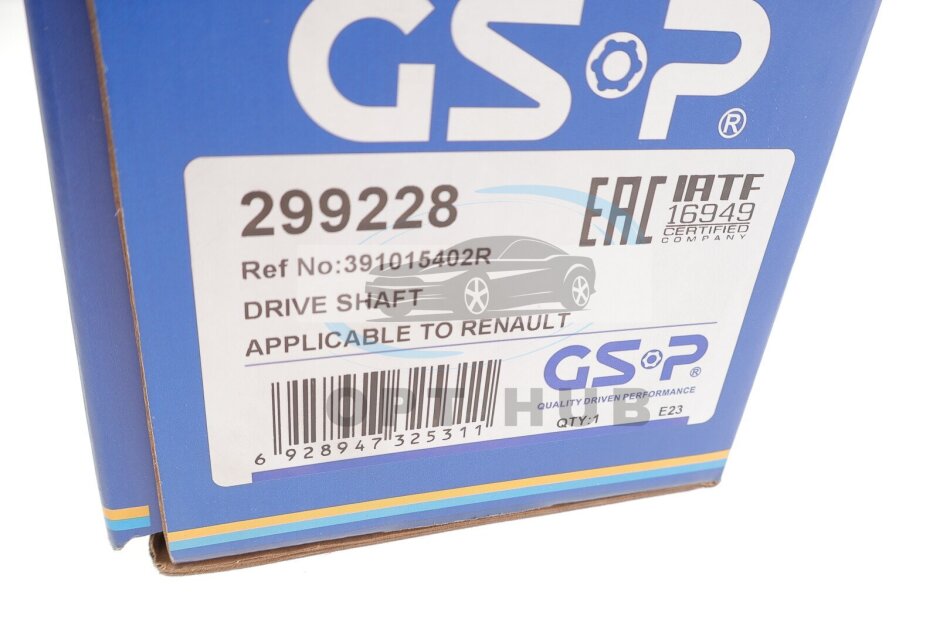 GSP®
299228
EAC
IATF
16949
CERTIFIED
COMPANY
Ref No:391015402R
DRIVE SHAFT
APPLICABLE TO RENAULT
GSP®
QUALITY DRIVEN PERFORMANCE
QTY:1 E23
6 928947 325311
OPT HUB